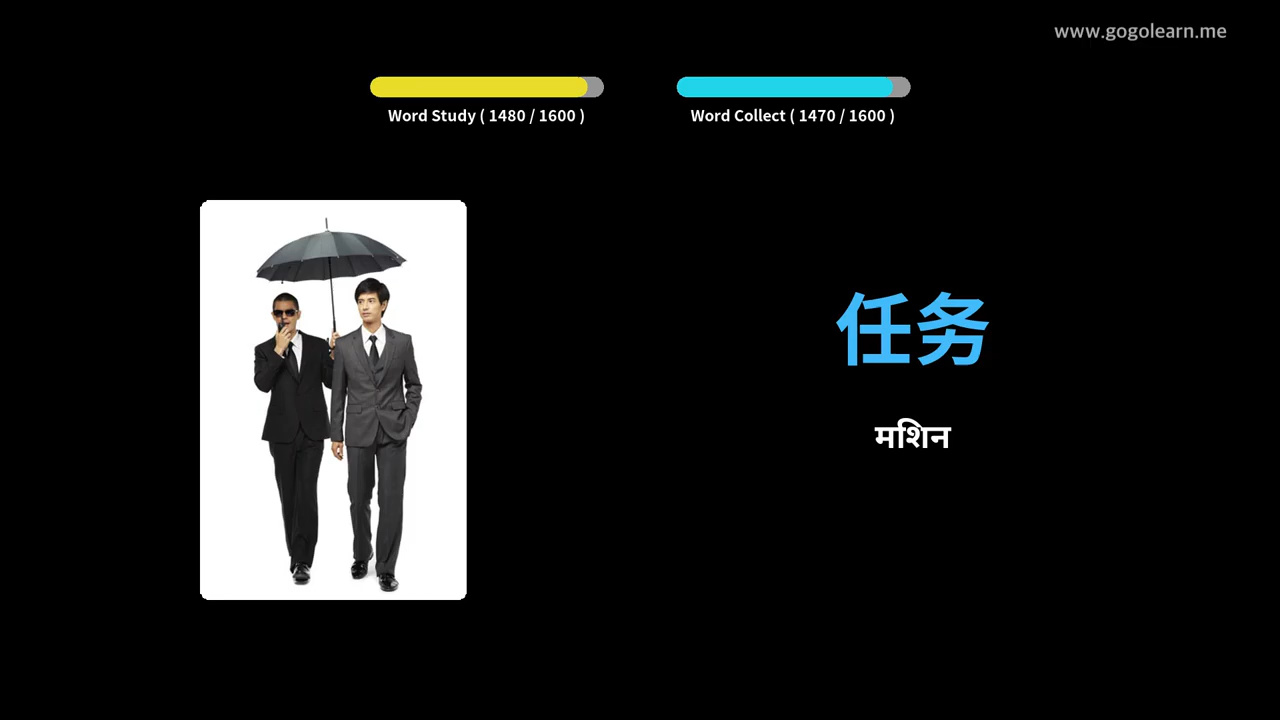 www.gogolearn.me
Word Study ( 1480 / 1600 )
Word Collect ( 1470 / 1600 )
任务
मशिन